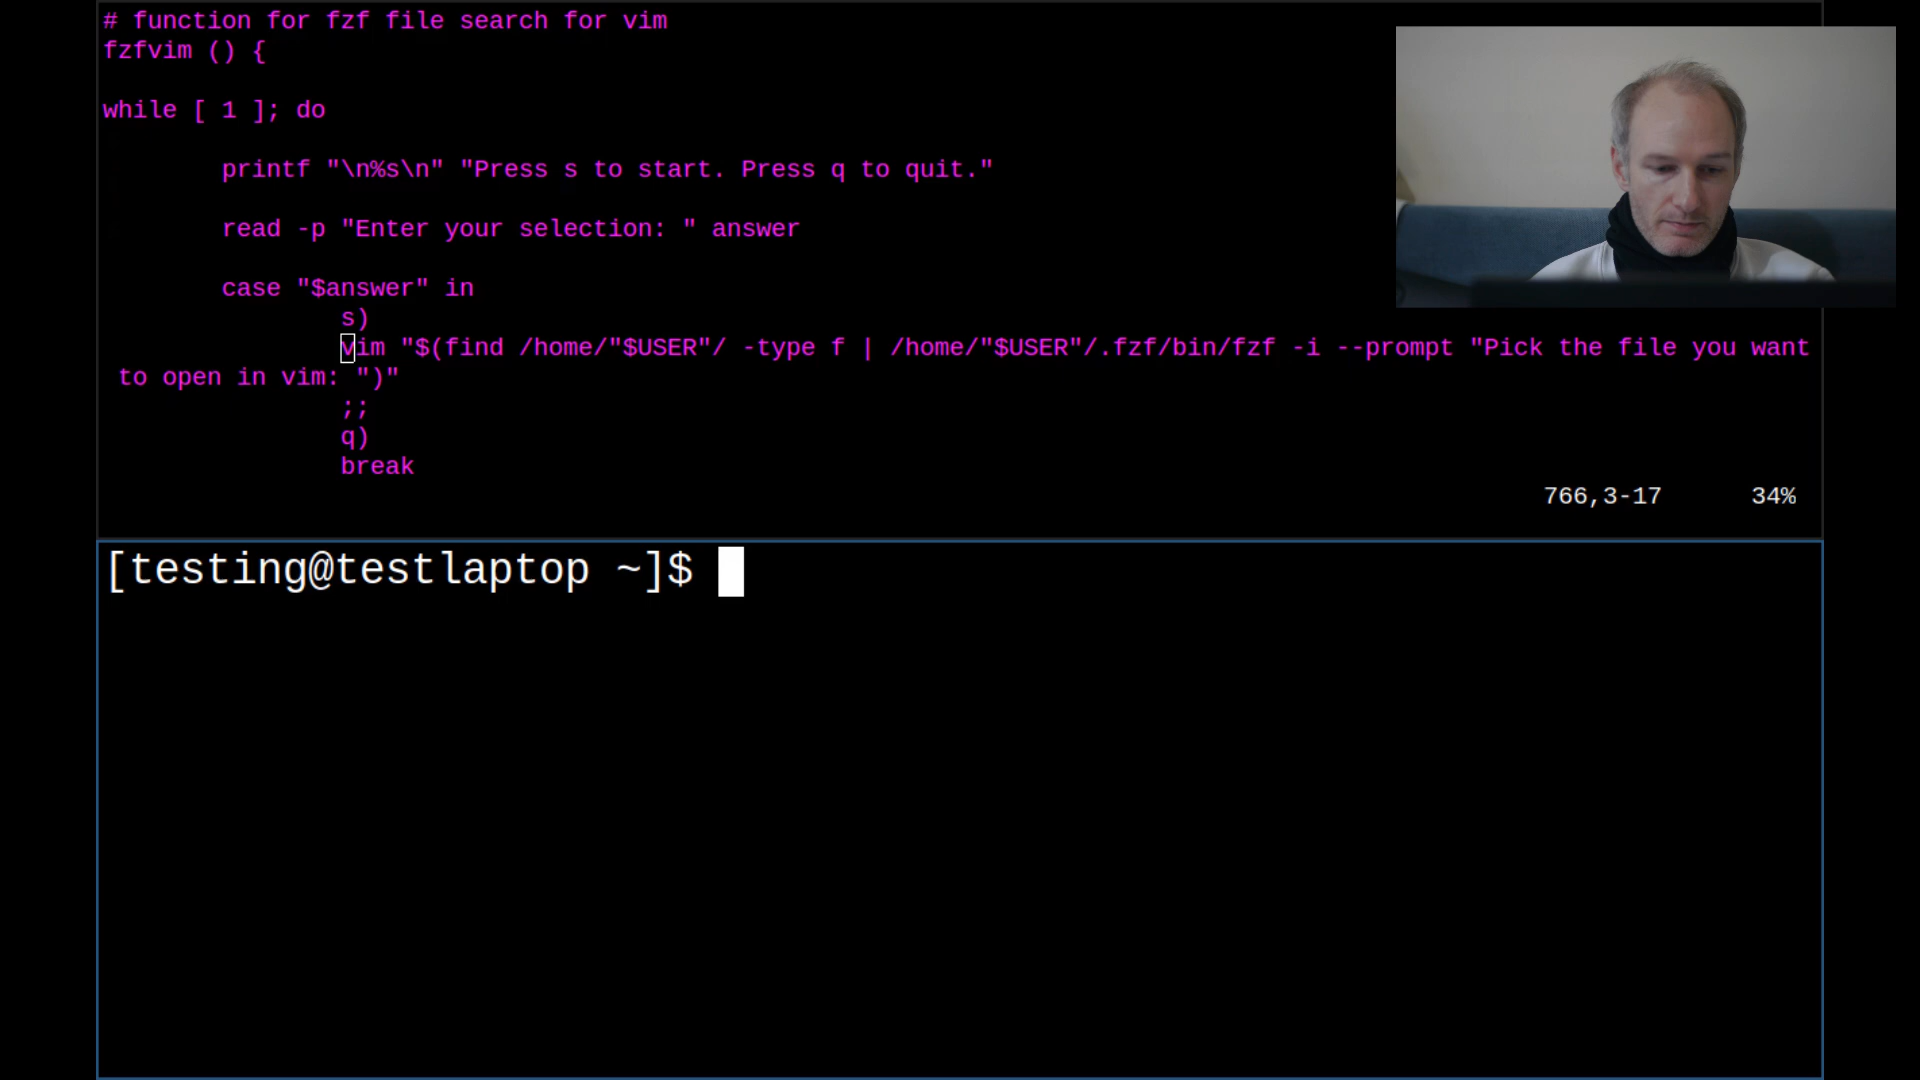 # function for fzf file search for vim
fzfvim () {
while [ 1 ]; do
printf "\n%s\n" "Press s to start. Press q to quit."
read -p "Enter your selection: " answer
case "$answer" in
s)
vim "$(find /home/"$USER"/ -type f | /home/"$USER"/.fzf/bin/fzf -i --prompt "Pick the file you want
to open in vim: ")"
;;
q)
break
766,3-17 34%
[testing@testlaptop ~]$